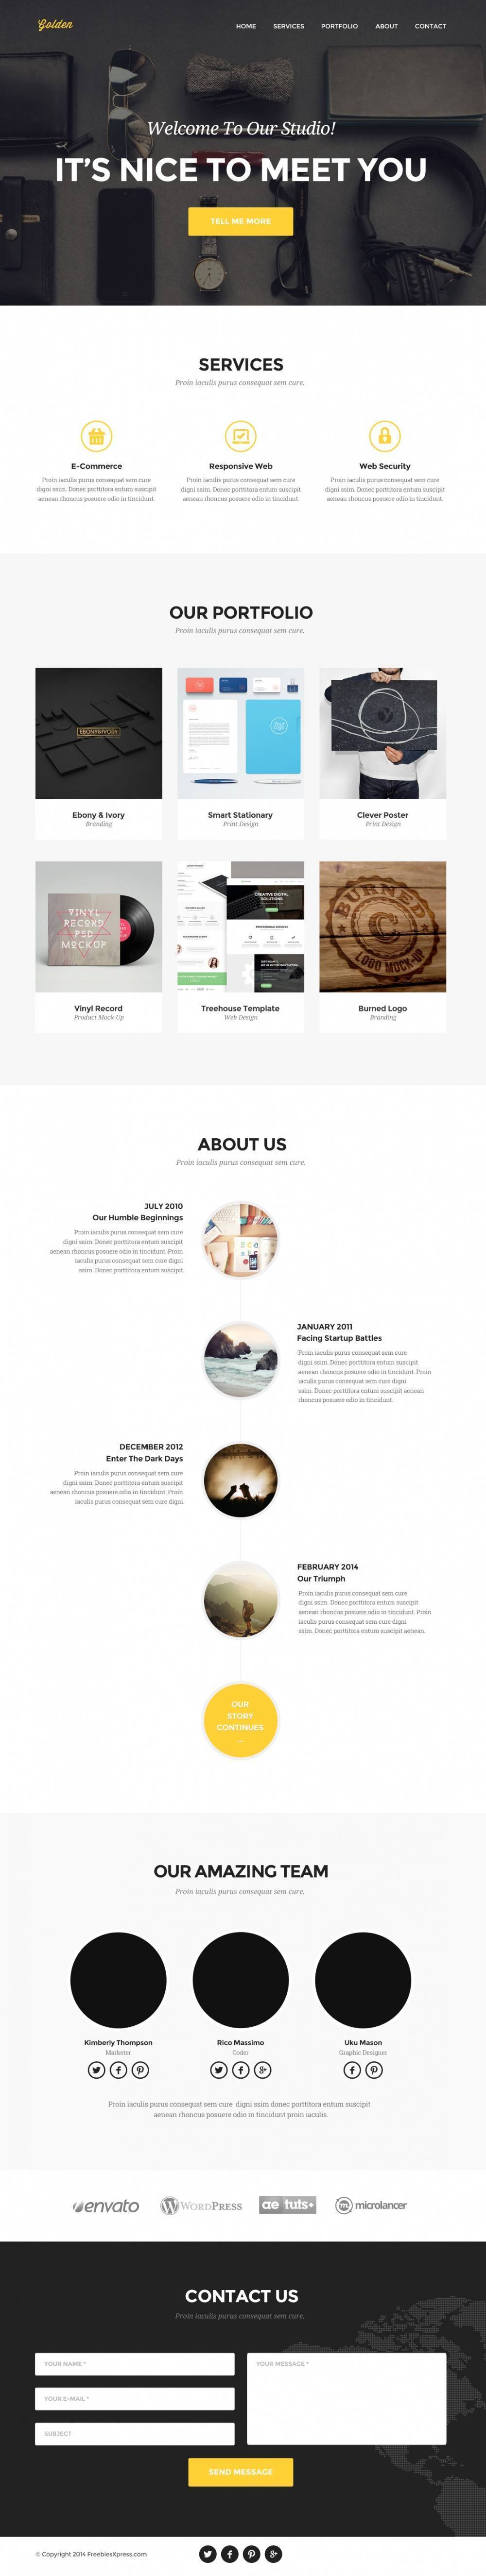 Golden
HOME SERVICES PORTFOLIO ABOUT CONTACT
Welcome To Our Studio!
IT'S NICE TO MEET YOU
TELL ME MORE
SERVICES
Proin iaculis purus consequat sem cure.
E-Commerce
Proin iaculis purus consequat sem cure
digni ssim. Donec porttitora entum suscipit
aenean rhoncus posuere odio in tincidunt.
Responsive Web
Proin iaculis purus consequat sem cure
digni ssim. Donec porttitora entum suscipit
aenean rhoncus posuere odio in tincidunt.
Web Security
Proin iaculis purus consequat sem cure
digni ssim. Donec porttitora entum suscipit
aenean rhoncus posuere odio in tincidunt.
OUR PORTFOLIO
Proin iaculis purus consequat sem cure.
EBONY&IVORY
Ebony & Ivory
Branding
Smart Stationary
Print Design
Clever Poster
Print Design
VINYL
RECORD
PSD
MOCKUP
Vinyl Record
Product Mock-Up
CREATIVE DIGITAL
SOLUTIONS
Treehouse Template
Web Design
BURNED
LOGO MOCK-UP
Burned Logo
Branding
ABOUT US
Proin iaculis purus consequat sem cure.
JULY 2010
Our Humble Beginnings
Proin iaculis purus consequat sem cure
digni ssim. Donec porttitora entum suscipit
aenean rhoncus posuere odio in tincidunt. Proin
iaculis purus consequat sem cure digni
ssim. Donec porttitora entum suscipit.
JANUARY 2011
Facing Startup Battles
Proin iaculis purus consequat sem cure
digni ssim. Donec porttitora entum suscipit
aenean rhoncus posuere odio in tincidunt. Proin
iaculis purus consequat sem cure digni
ssim. Donec porttitora entum suscipit aenean
rhoncus posuere odio in tincidunt.
DECEMBER 2012
Enter The Dark Days
Proin iaculis purus consequat sem cure
digni ssim. Donec porttitora entum suscipit
aenean rhoncus posuere odio in tincidunt. Proin
iaculis purus consequat sem cure digni.
FEBRUARY 2014
Our Triumph
Proin iaculis purus consequat sem cure
digni ssim. Donec porttitora entum suscipit
aenean rhoncus posuere odio in tincidunt. Proin
iaculis purus consequat sem cure digni
ssim. Donec porttitora entum suscipit aenean.
OUR
STORY
CONTINUES
...
OUR AMAZING TEAM
Proin iaculis purus consequat sem cure.
Kimberly Thompson
Marketer
Rico Massimo
Coder
Uku Mason
Graphic Designer
Proin iaculis purus consequat sem cure digni ssim donec porttitora entum suscipit
aenean rhoncus posuere odio in tincidunt proin iaculis.
envato WORDPRESS ae tuts+ microlancer
CONTACT US
Proin iaculis purus consequat sem cure.
YOUR NAME *
YOUR E-MAIL *
SUBJECT
YOUR MESSAGE *
SEND MESSAGE
© Copyright 2014 FreebiesXpress.com